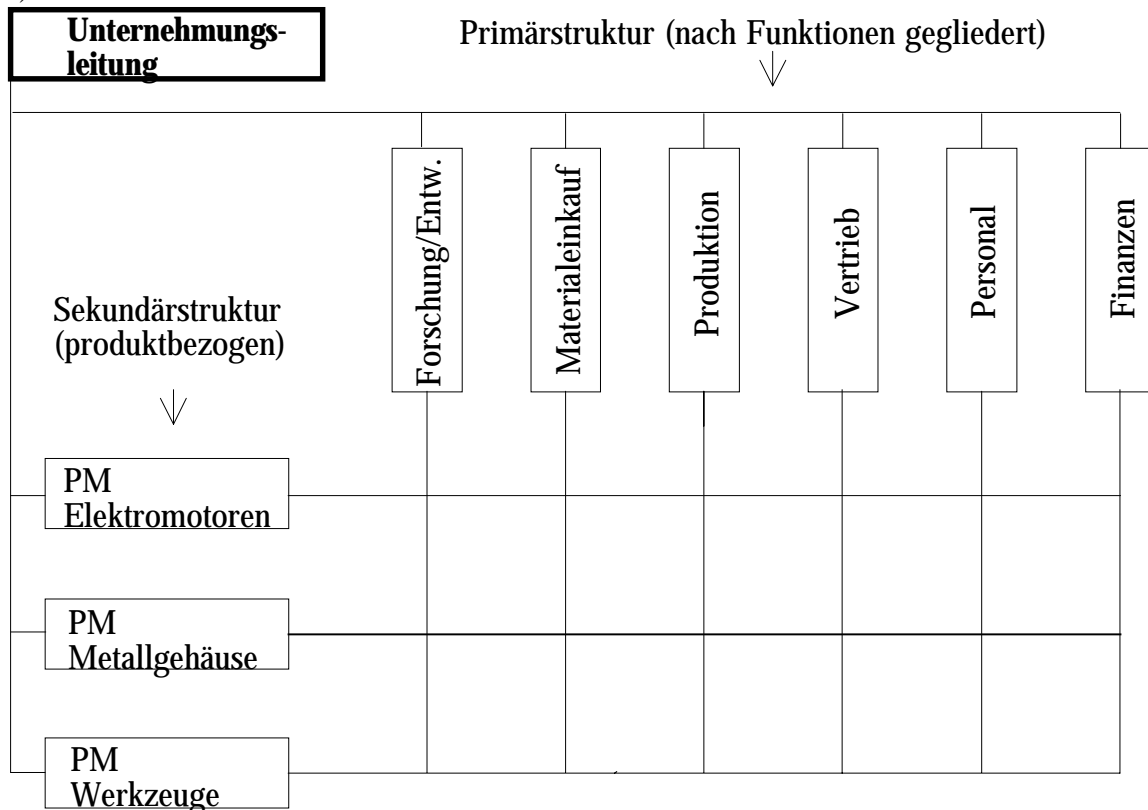 Unternehmungs-
leitung
Primärstruktur (nach Funktionen gegliedert)
Forschung/Entw.
Materialeinkauf
Produktion
Vertrieb
Personal
Finanzen
Sekundärstruktur
(produktbezogen)
PM
Elektromotoren
PM
Metallgehäuse
PM
Werkzeuge